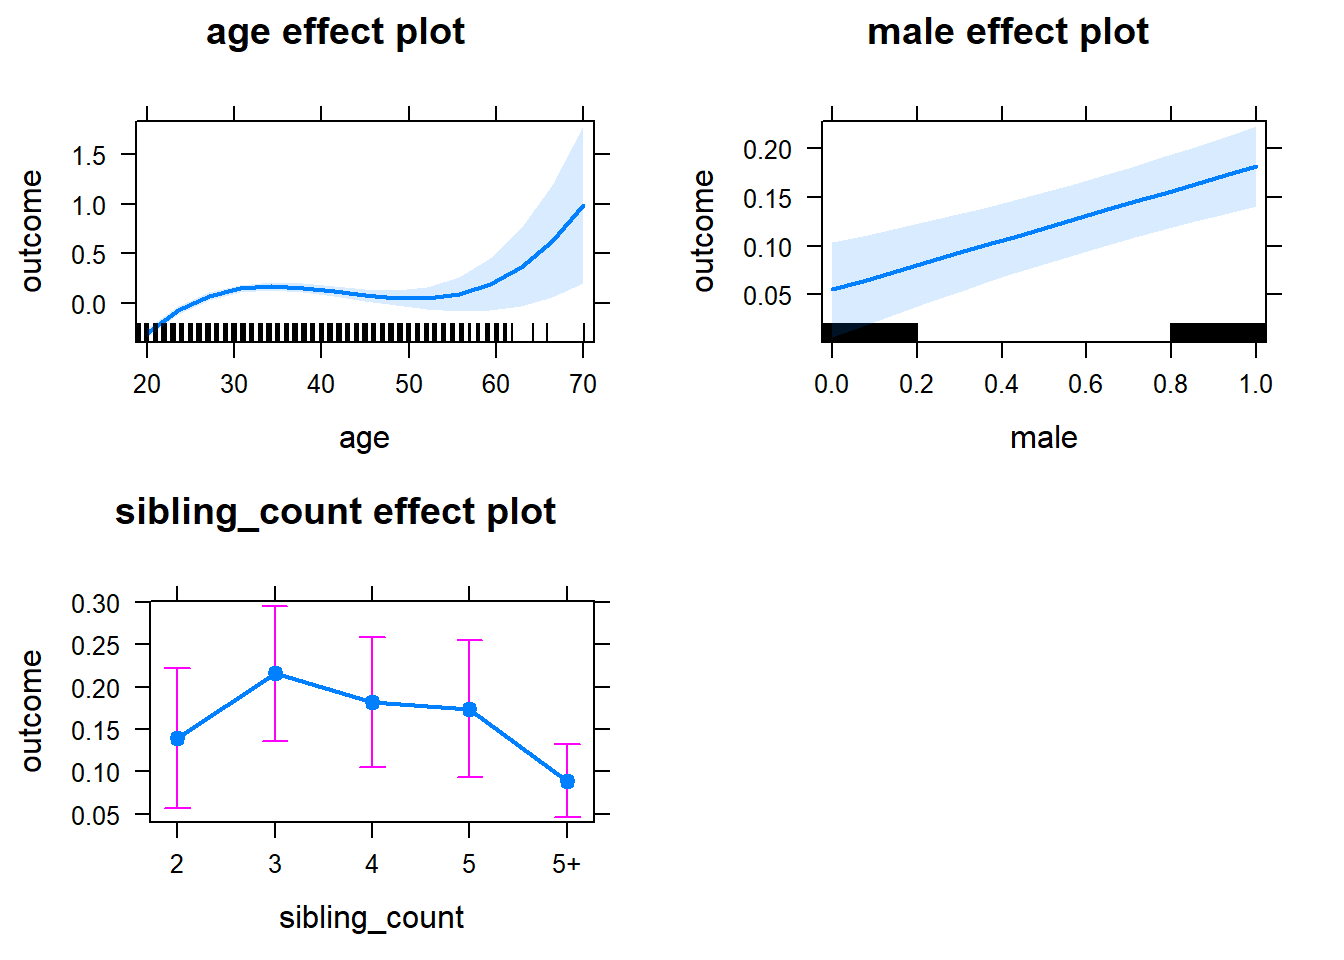 age effect plot
outcome
1.5
1.0
0.5
0.0
20 30 40 50 60 70
age
male effect plot
outcome
0.20
0.15
0.10
0.05
0.0 0.2 0.4 0.6 0.8 1.0
male
sibling_count effect plot
outcome
0.30
0.25
0.20
0.15
0.10
0.05
2 3 4 5 5+
sibling_count